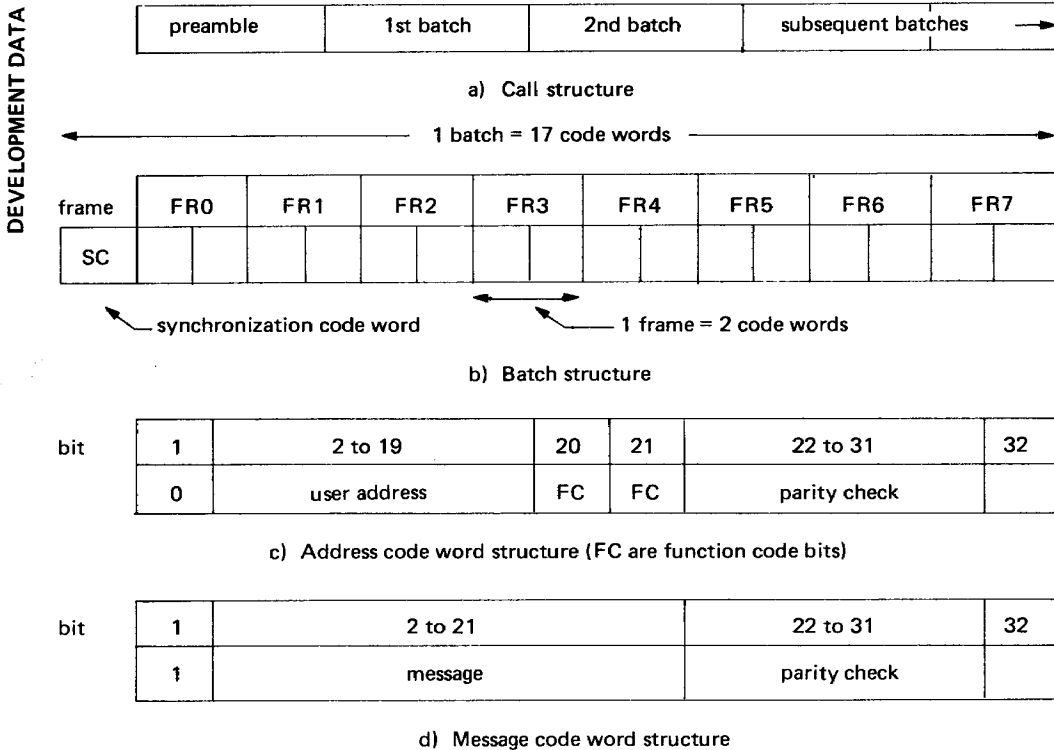 DEVELOPMENT DATA
preamble 1st batch 2nd batch subsequent batches
a) Call structure
1 batch = 17 code words
frame FR0 FR1 FR2 FR3 FR4 FR5 FR6 FR7
SC
synchronization code word 1 frame = 2 code words
b) Batch structure
bit 1 2 to 19 20 21 22 to 31 32
0 user address FC FC parity check
c) Address code word structure (FC are function code bits)
bit 1 2 to 21 22 to 31 32
1 message parity check
d) Message code word structure